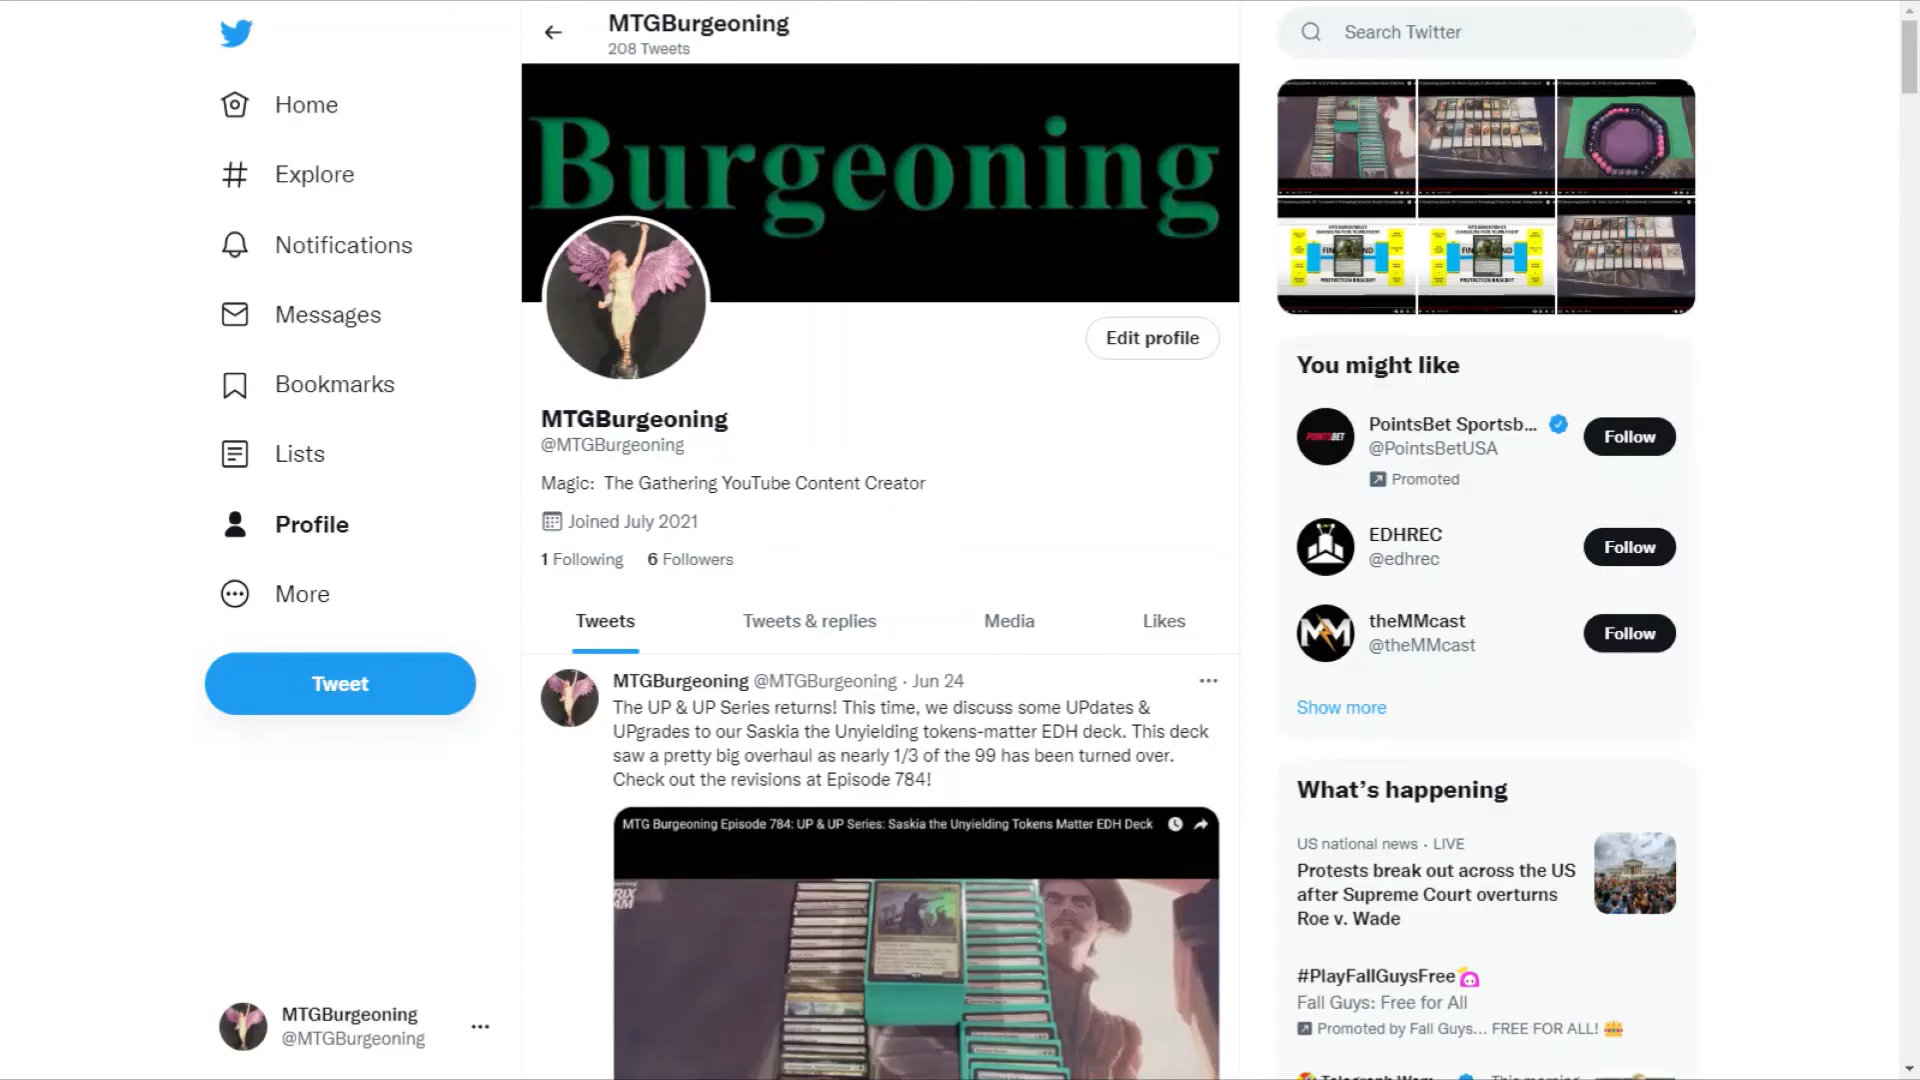 MTGBurgeoning
208 Tweets
Search Twitter
Home
Explore
Notifications
Messages
Bookmarks
Lists
Profile
More
Tweet
MTGBurgeoning
@MTGBurgeoning
Burgeoning
Edit profile
MTGBurgeoning
@MTGBurgeoning
Magic: The Gathering YouTube Content Creator
Joined July 2021
1 Following 6 Followers
Tweets
Tweets & replies
Media
Likes
MTGBurgeoning @MTGBurgeoning · Jun 24
The UP & UP Series returns! This time, we discuss some UPdates &
UPgrades to our Saskia the Unyielding tokens-matter EDH deck. This deck
saw a pretty big overhaul as nearly 1/3 of the 99 has been turned over.
Check out the revisions at Episode 784!
MTG Burgeoning Episode 784: UP & UP Series: Saskia the Unyielding Tokens Matter EDH Deck
You might like
PointsBet Sportsb...
@PointsBetUSA
Promoted
Follow
POINTSBET
EDHREC
@edhrec
Follow
theMMcast
@theMMcast
Follow
MM
Show more
What's happening
US national news · LIVE
Protests break out across the US
after Supreme Court overturns
Roe v. Wade
#PlayFallGuysFree
Fall Guys: Free for All
Promoted by Fall Guys... FREE FOR ALL!